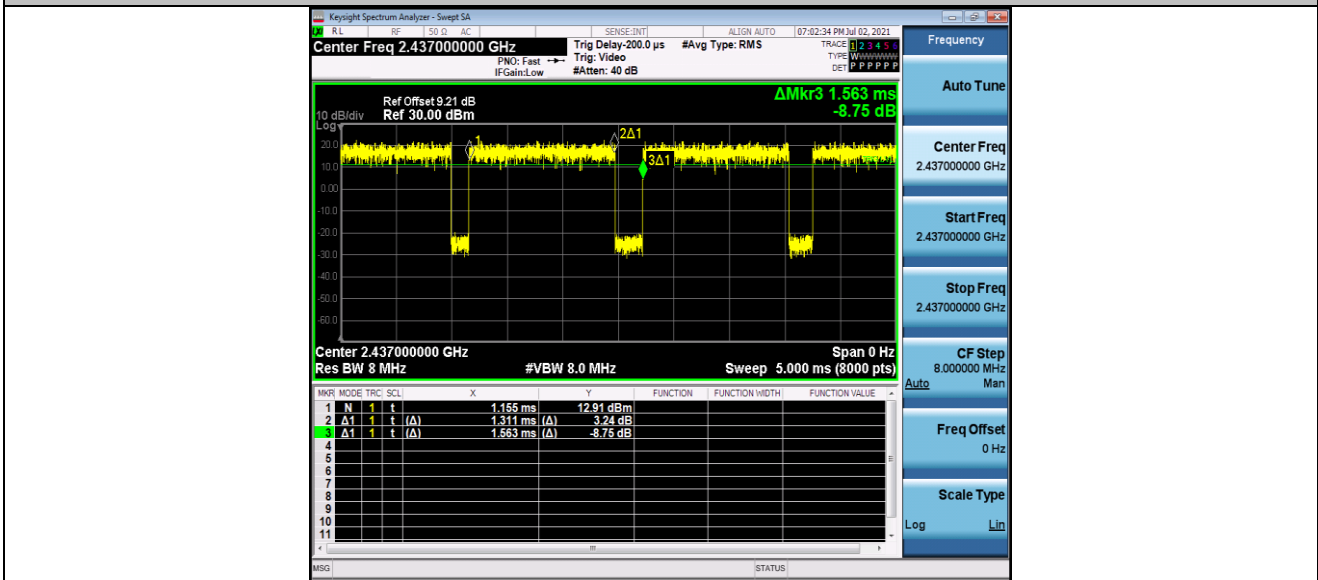 Keysight Spectrum Analyzer - Swept SA
RL RF 50 Ω AC SENSE:INT ALIGN AUTO 07:02:34 PM Jul 02, 2021
Center Freq 2.437000000 GHz
PNO: Fast
IFGain:Low
Trig Delay-200.0 µs
Trig: Video
#Atten: 40 dB
#Avg Type: RMS
TRACE 1 2 3 4 5 6
TYPE WWWWWW
DET P P P P P P
ΔMkr3 1.563 ms
-8.75 dB
Ref Offset 9.21 dB
10 dB/div Ref 30.00 dBm
Log
20.0
10.0
0.00
-10.0
-20.0
-30.0
-40.0
-50.0
-60.0
1
2Δ1
3Δ1
Center 2.437000000 GHz Span 0 Hz
Res BW 8 MHz #VBW 8.0 MHz Sweep 5.000 ms (8000 pts)
MKR MODE TRC SCL X Y FUNCTION FUNCTION WIDTH FUNCTION VALUE
1 N 1 t 1.155 ms 12.91 dBm
2 Δ1 1 t (Δ) 1.311 ms (Δ) 3.24 dB
3 Δ1 1 t (Δ) 1.563 ms (Δ) -8.75 dB
4
5
6
7
8
9
10
11
MSG STATUS
Frequency
Auto Tune
Center Freq
2.437000000 GHz
Start Freq
2.437000000 GHz
Stop Freq
2.437000000 GHz
CF Step
8.000000 MHz
Auto Man
Freq Offset
0 Hz
Scale Type
Log Lin